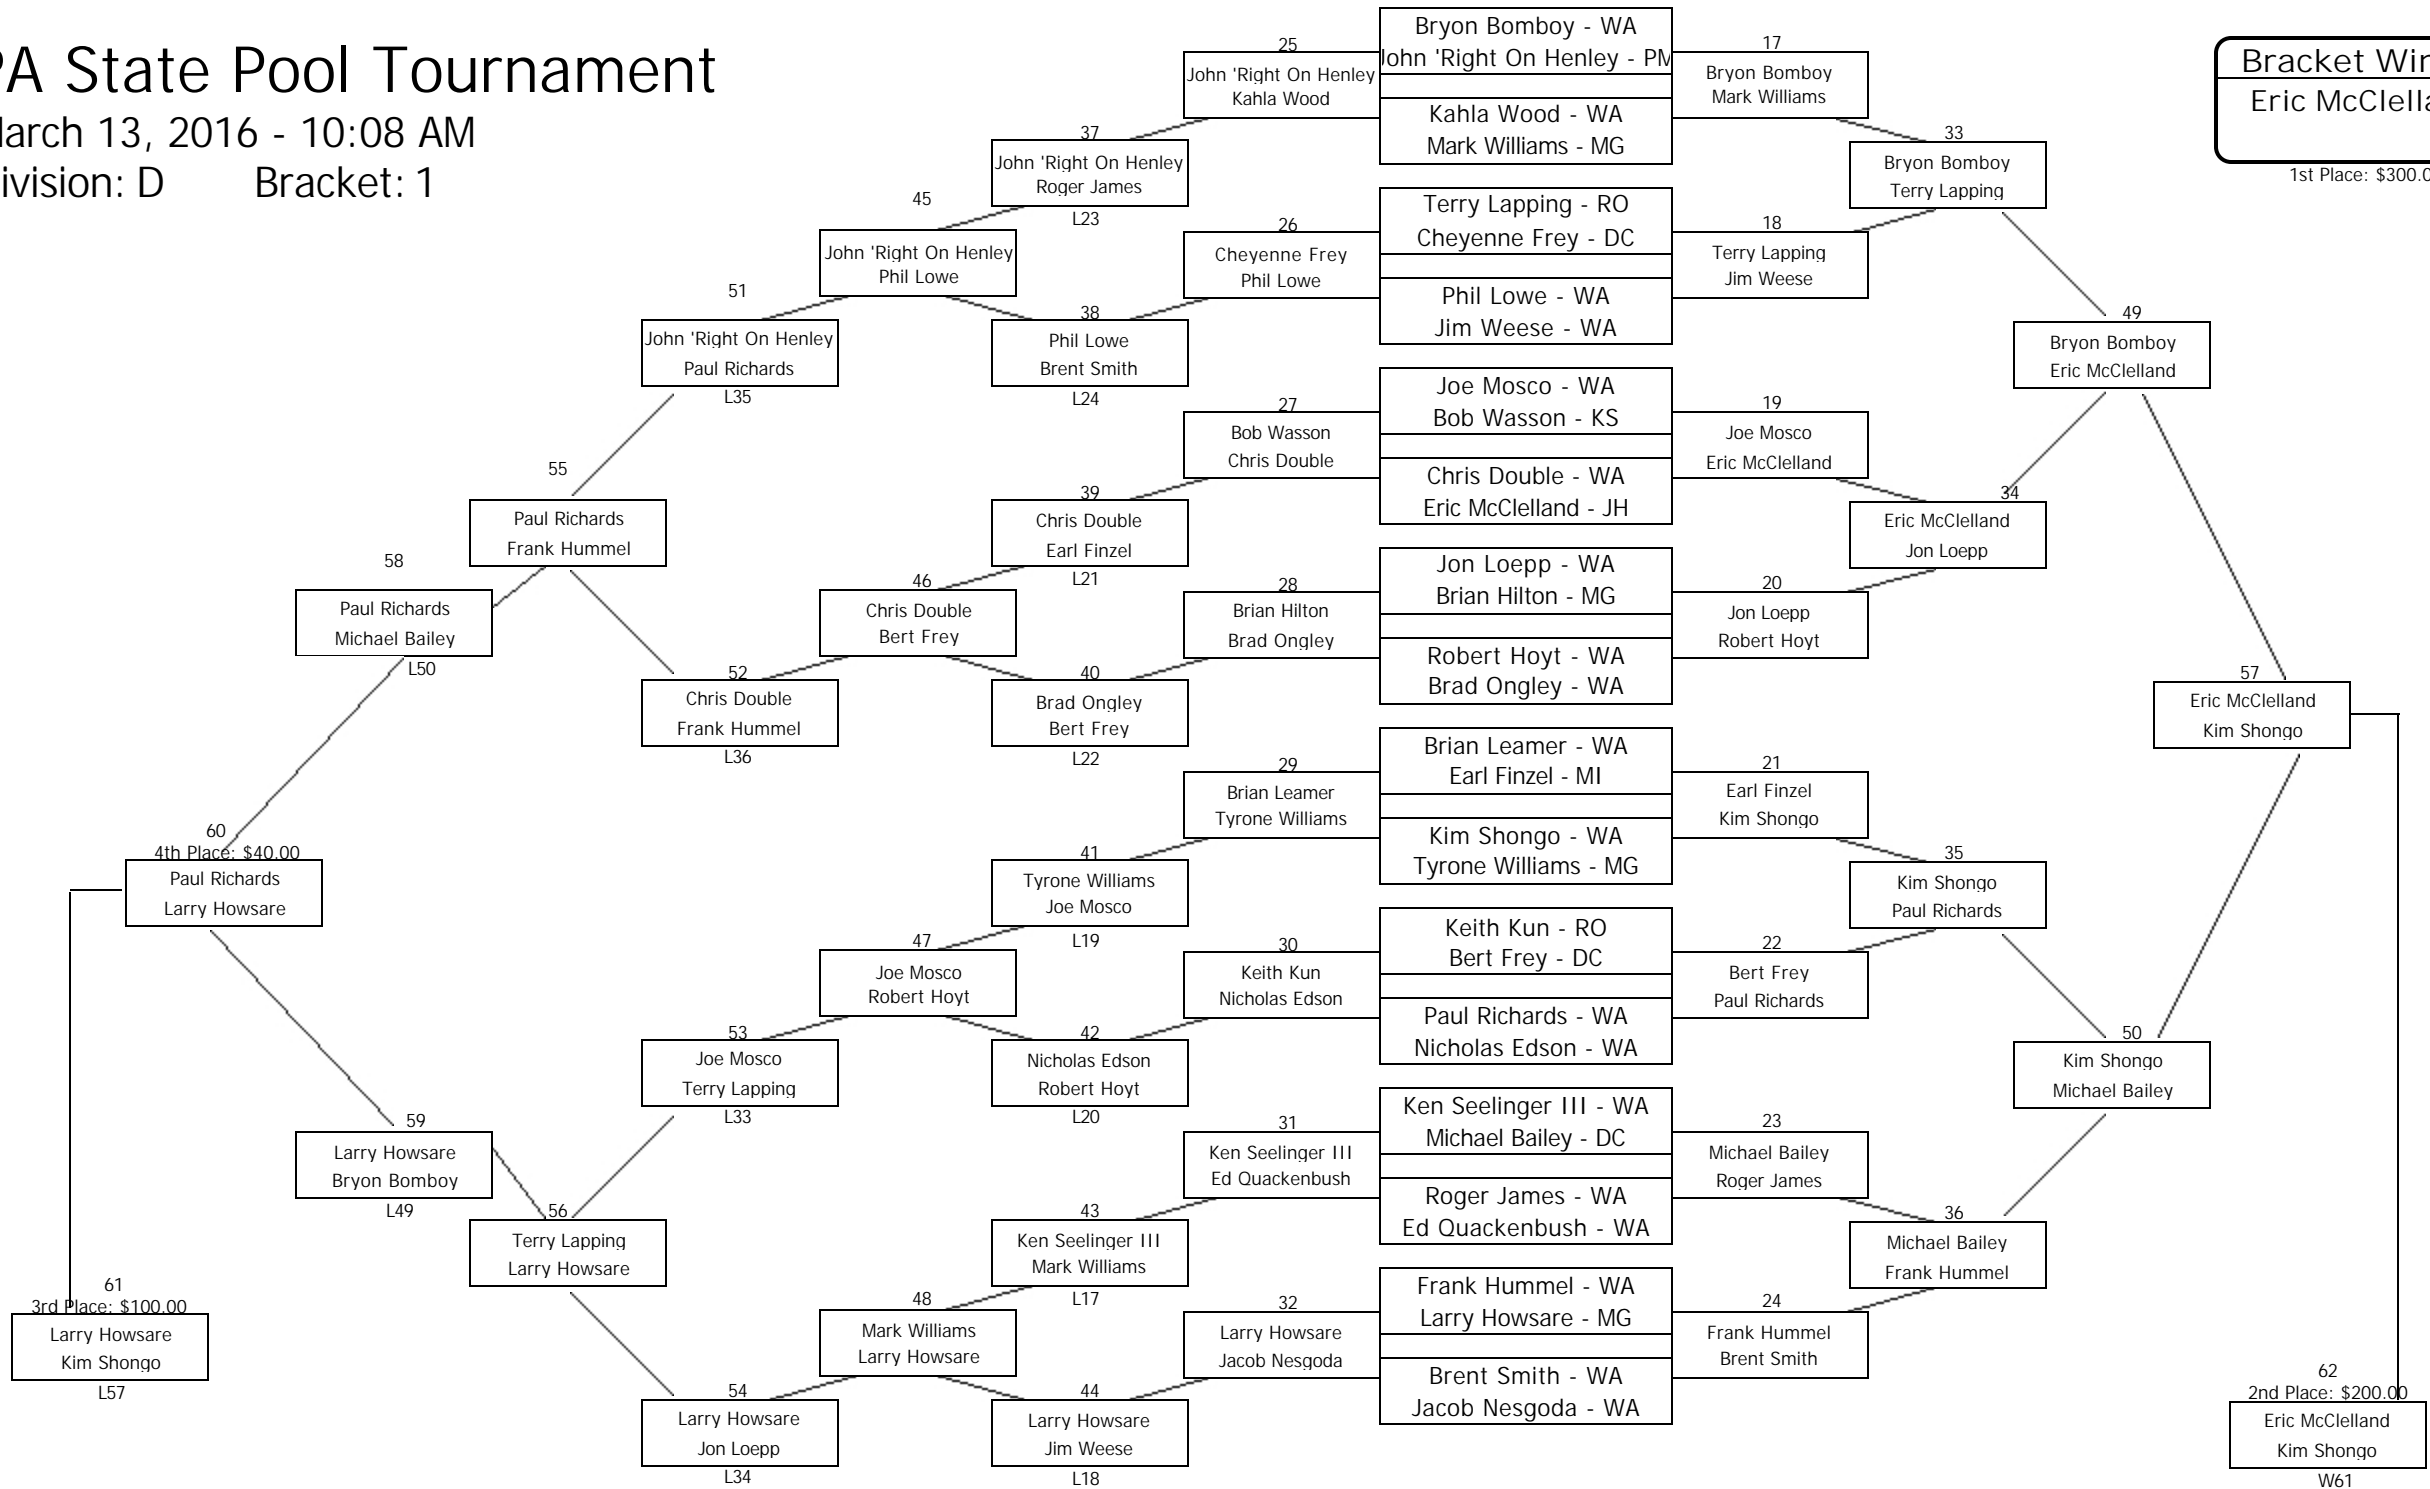 PA State Pool Tournament
March 13, 2016 - 10:08 AM
ivision: D Bracket: 1
Bracket Win
Eric McClella
1st Place: $300.0
Bryon Bomboy - WA
John 'Right On Henley - PM
Kahla Wood - WA
Mark Williams - MG
Terry Lapping - RO
Cheyenne Frey - DC
Phil Lowe - WA
Jim Weese - WA
Joe Mosco - WA
Bob Wasson - KS
Chris Double - WA
Eric McClelland - JH
Jon Loepp - WA
Brian Hilton - MG
Robert Hoyt - WA
Brad Ongley - WA
Brian Leamer - WA
Earl Finzel - MI
Kim Shongo - WA
Tyrone Williams - MG
Keith Kun - RO
Bert Frey - DC
Paul Richards - WA
Nicholas Edson - WA
Ken Seelinger III - WA
Michael Bailey - DC
Roger James - WA
Ed Quackenbush - WA
Frank Hummel - WA
Larry Howsare - MG
Brent Smith - WA
Jacob Nesgoda - WA
17
Bryon Bomboy
Mark Williams
18
Terry Lapping
Jim Weese
19
Joe Mosco
Eric McClelland
20
Jon Loepp
Robert Hoyt
21
Earl Finzel
Kim Shongo
22
Bert Frey
Paul Richards
23
Michael Bailey
Roger James
24
Frank Hummel
Brent Smith
25
John 'Right On Henley
Kahla Wood
26
Cheyenne Frey
Phil Lowe
27
Bob Wasson
Chris Double
28
Brian Hilton
Brad Ongley
29
Brian Leamer
Tyrone Williams
30
Keith Kun
Nicholas Edson
31
Ken Seelinger III
Ed Quackenbush
32
Larry Howsare
Jacob Nesgoda
33
Bryon Bomboy
Terry Lapping
34
Eric McClelland
Jon Loepp
35
Kim Shongo
Paul Richards
36
Michael Bailey
Frank Hummel
37
John 'Right On Henley
Roger James
L23
38
Phil Lowe
Brent Smith
L24
39
Chris Double
Earl Finzel
L21
40
Brad Ongley
Bert Frey
L22
41
Tyrone Williams
Joe Mosco
L19
42
Nicholas Edson
Robert Hoyt
L20
43
Ken Seelinger III
Mark Williams
L17
44
Larry Howsare
Jim Weese
L18
45
John 'Right On Henley
Phil Lowe
46
Chris Double
Bert Frey
47
Joe Mosco
Robert Hoyt
48
Mark Williams
Larry Howsare
49
Bryon Bomboy
Eric McClelland
50
Kim Shongo
Michael Bailey
51
John 'Right On Henley
Paul Richards
L35
52
Chris Double
Frank Hummel
L36
53
Joe Mosco
Terry Lapping
L33
54
Larry Howsare
Jon Loepp
L34
55
Paul Richards
Frank Hummel
56
Terry Lapping
Larry Howsare
57
Eric McClelland
Kim Shongo
58
Paul Richards
Michael Bailey
L50
59
Larry Howsare
Bryon Bomboy
L49
60
4th Place: $40.00
Paul Richards
Larry Howsare
61
3rd Place: $100.00
Larry Howsare
Kim Shongo
L57
62
2nd Place: $200.00
Eric McClelland
Kim Shongo
W61